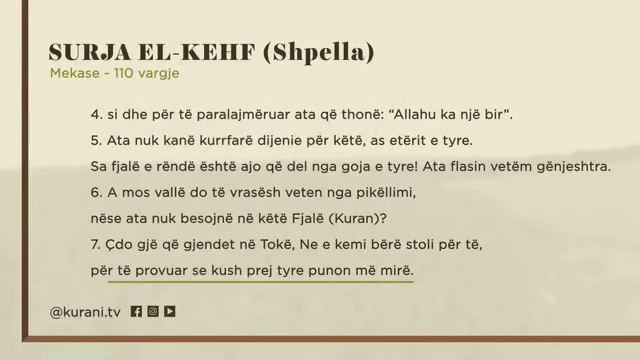 SURJA EL-KEHF (Shpella)
Mekase - 110 vargje
4. si dhe për të paralajmëruar ata që thonë: “Allahu ka një bir”.
5. Ata nuk kanë kurrfarë dijenie për këtë, as etërit e tyre.
Sa fjalë e rëndë është ajo që del nga goja e tyre! Ata flasin vetëm gënjeshtra.
6. A mos vallë do të vrasësh veten nga pikëllimi,
nëse ata nuk besojnë në këtë Fjalë (Kuran)?
7. Çdo gjë që gjendet në Tokë, Ne e kemi bërë stoli për të,
për të provuar se kush prej tyre punon më mirë.
@kurani.tv